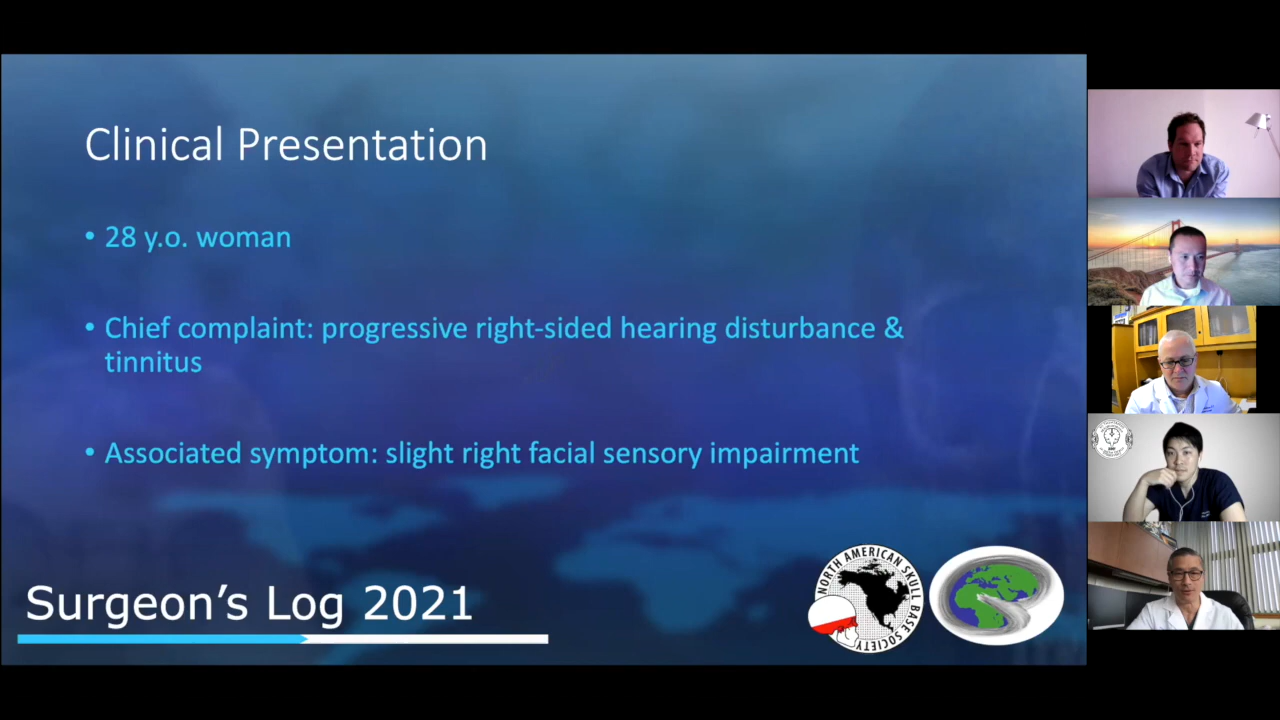 Clinical Presentation
• 28 y.o. woman
• Chief complaint: progressive right-sided hearing disturbance &
tinnitus
• Associated symptom: slight right facial sensory impairment
Surgeon's Log 2021
NORTH AMERICAN SKULL BASE SOCIETY